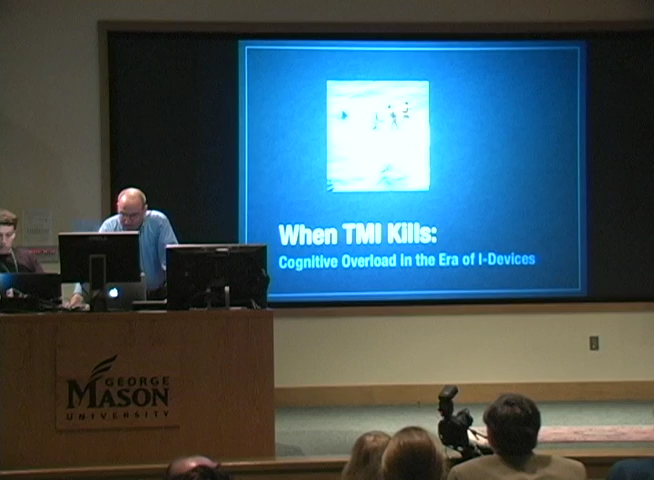 When TMI Kills:
Cognitive Overload in the Era of I-Devices
GEORGE
MASON
UNIVERSITY